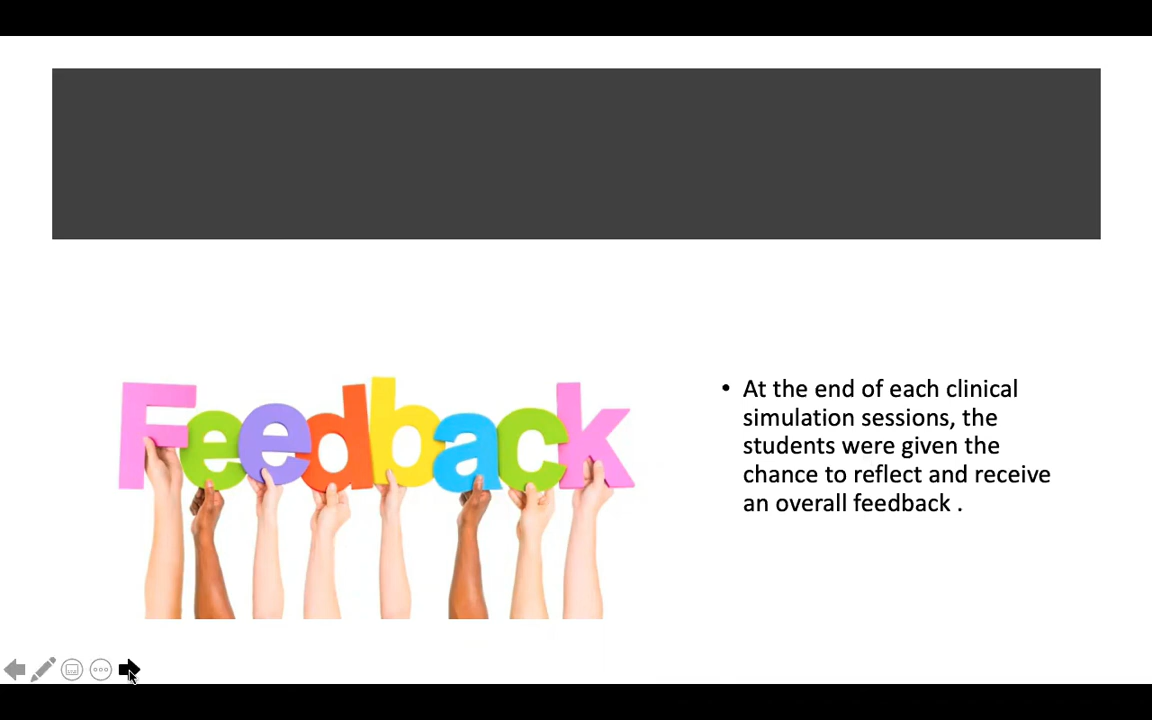 Feedback
• At the end of each clinical
simulation sessions, the
students were given the
chance to reflect and receive
an overall feedback .